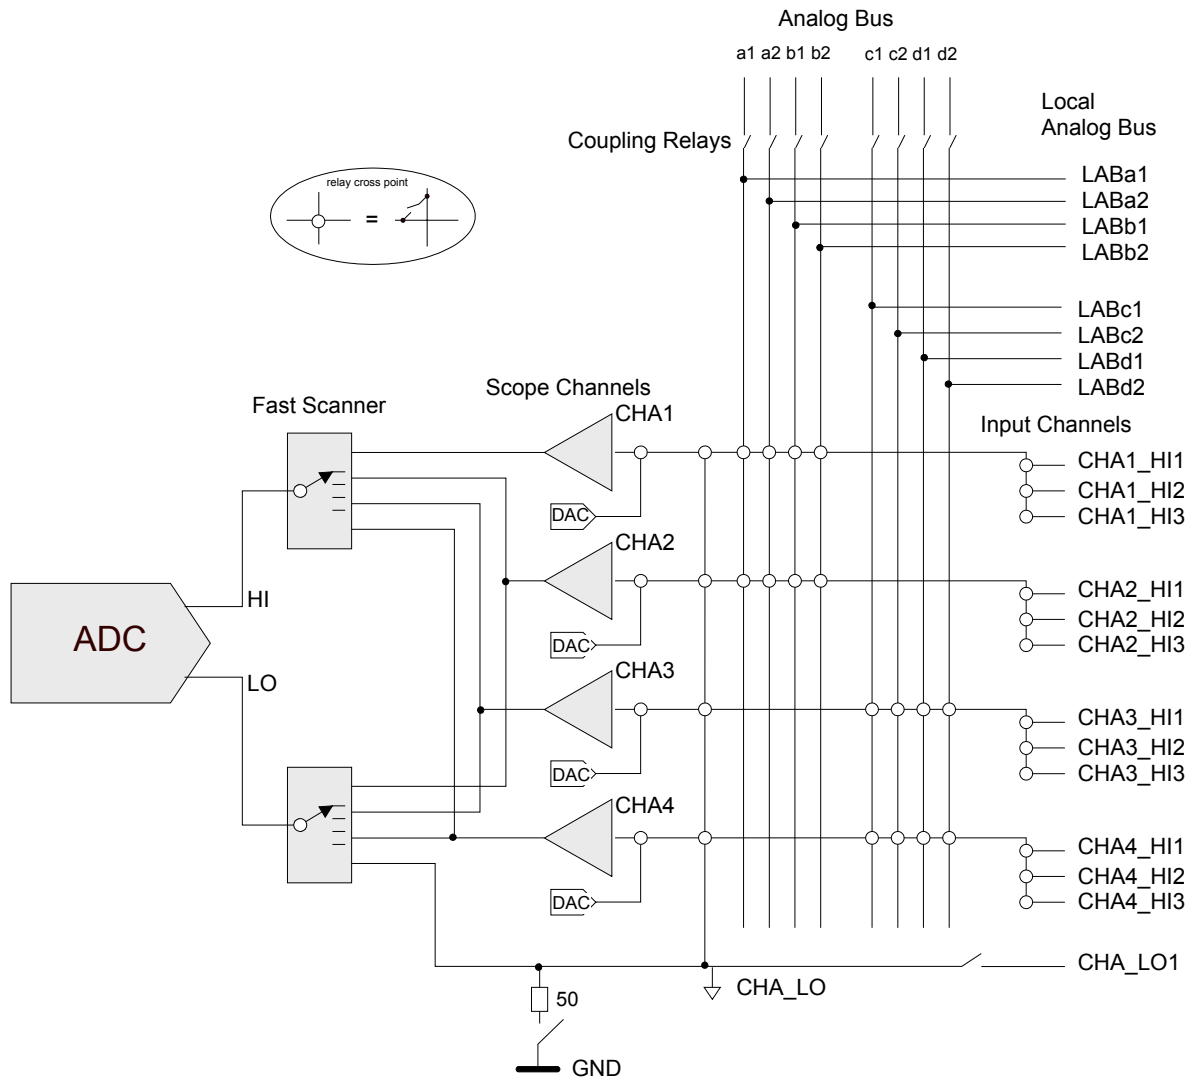 Analog Bus
a1 a2 b1 b2 c1 c2 d1 d2
Local
Analog Bus
Coupling Relays
LABa1
LABa2
LABb1
LABb2
relay cross point
=
LABc1
LABc2
LABd1
LABd2
Scope Channels
Fast Scanner
Input Channels
CHA1
CHA1_HI1
CHA1_HI2
CHA1_HI3
DAC
CHA2
CHA2_HI1
CHA2_HI2
CHA2_HI3
DAC
HI
ADC
LO
CHA3
CHA3_HI1
CHA3_HI2
CHA3_HI3
DAC
CHA4
CHA4_HI1
CHA4_HI2
CHA4_HI3
DAC
CHA_LO1
CHA_LO
50
GND